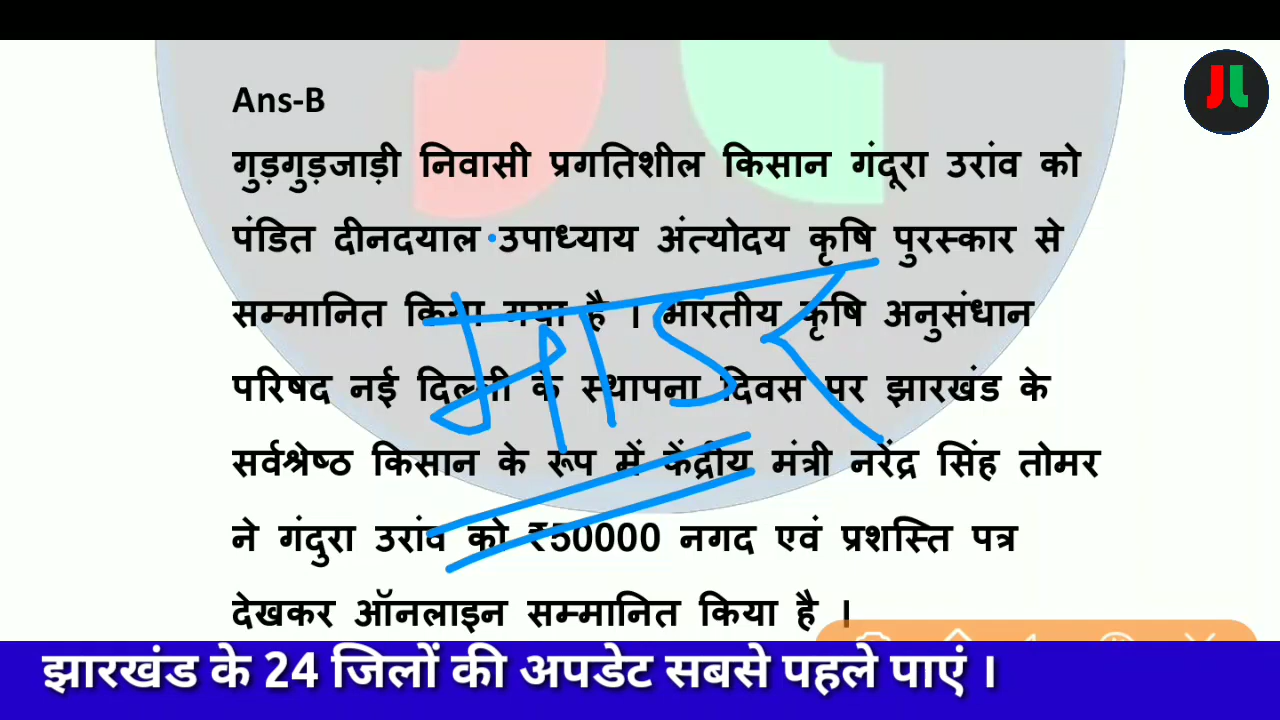 Ans-B
गुड़गुड़जाड़ी निवासी प्रगतिशील किसान गंदूरा उरांव को
पंडित दीनदयाल उपाध्याय अंत्योदय कृषि पुरस्कार से
सम्मानित किया गया है । भारतीय कृषि अनुसंधान
परिषद नई दिल्ली के स्थापना दिवस पर झारखंड के
सर्वश्रेष्ठ किसान के रूप में केंद्रीय मंत्री नरेंद्र सिंह तोमर
ने गंदुरा उरांव को ₹50000 नगद एवं प्रशस्ति पत्र
देखकर ऑनलाइन सम्मानित किया है ।
झारखंड के 24 जिलों की अपडेट सबसे पहले पाएं ।